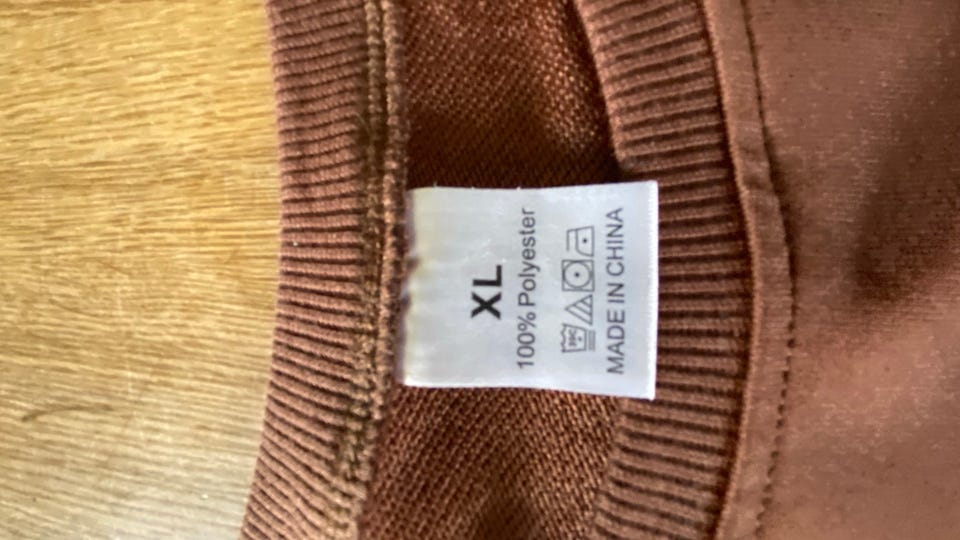 XL
100% Polyester
MADE IN CHINA